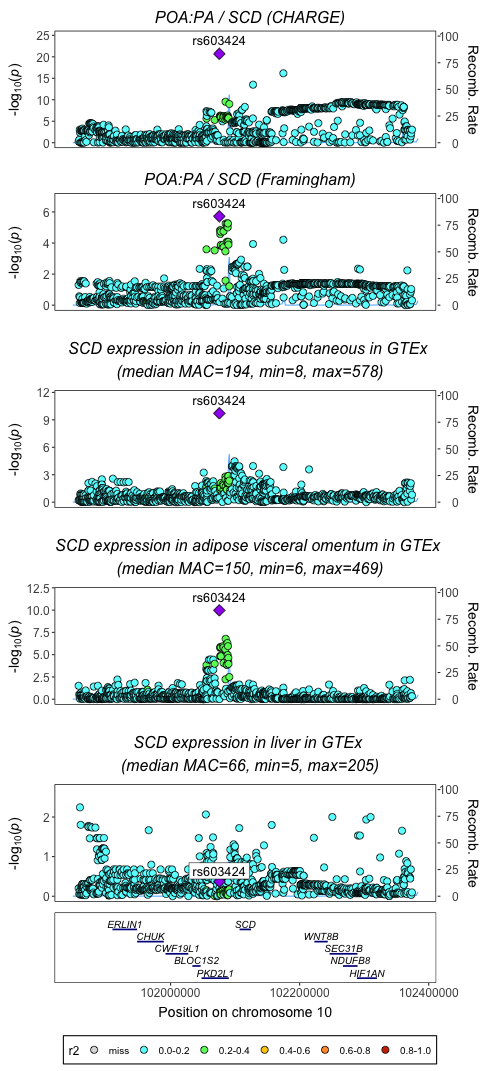 POA:PA / SCD (CHARGE)
rs603424
25
20
15
10
5
0
100
75
50
25
0
-log10(p)
Recomb. Rate
POA:PA / SCD (Framingham)
rs603424
6
4
2
0
100
75
50
25
0
-log10(p)
Recomb. Rate
SCD expression in adipose subcutaneous in GTEx
(median MAC=194, min=8, max=578)
rs603424
12
9
6
3
0
100
75
50
25
0
-log10(p)
Recomb. Rate
SCD expression in adipose visceral omentum in GTEx
(median MAC=150, min=6, max=469)
rs603424
12.5
10.0
7.5
5.0
2.5
0.0
100
75
50
25
0
-log10(p)
Recomb. Rate
SCD expression in liver in GTEx
(median MAC=66, min=5, max=205)
rs603424
2
1
0
100
75
50
25
0
-log10(p)
Recomb. Rate
ERLIN1 SCD
CHUK WNT8B
CWF19L1 SEC31B
BLOC1S2 NDUFB8
PKD2L1 HIF1AN
102000000 102200000 102400000
Position on chromosome 10
r2 miss 0.0-0.2 0.2-0.4 0.4-0.6 0.6-0.8 0.8-1.0